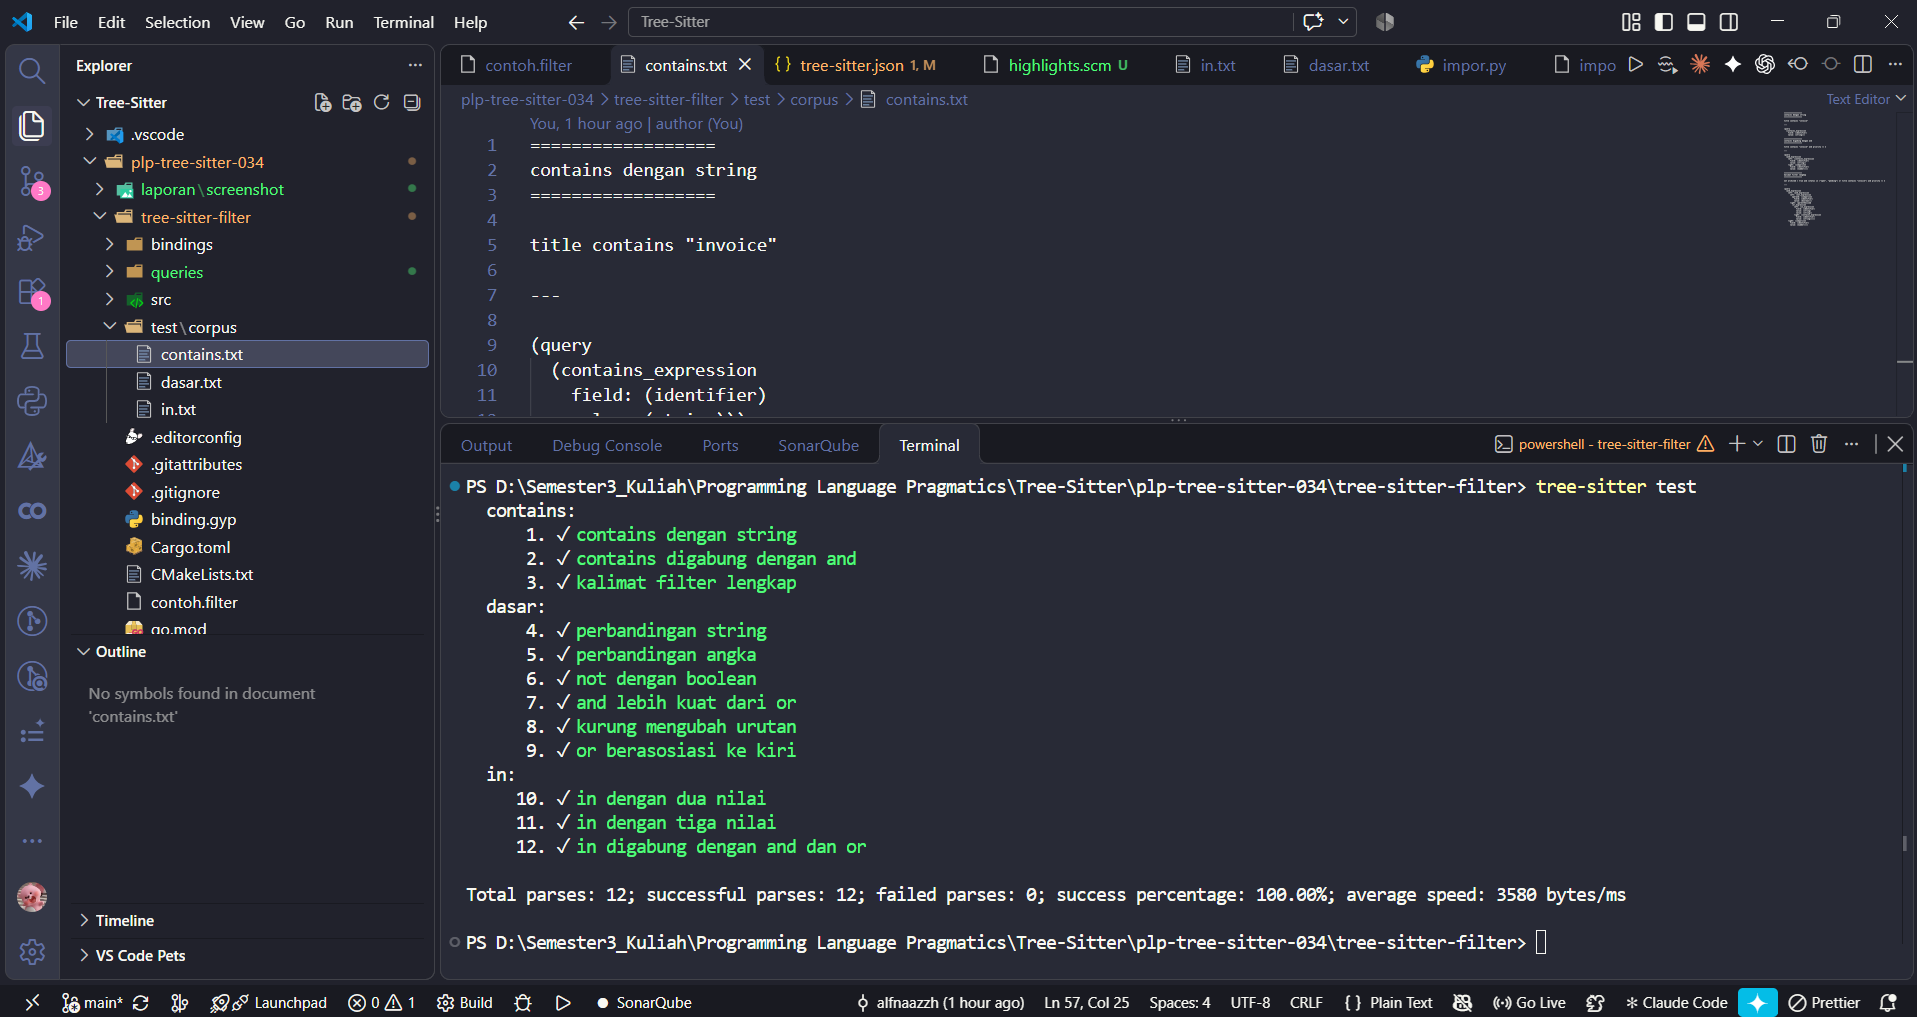 File Edit Selection View Go Run Terminal Help
Tree-Sitter
Explorer
Tree-Sitter
.vscode
plp-tree-sitter-034
laporan\screenshot
tree-sitter-filter
bindings
queries
src
test\corpus
contains.txt
dasar.txt
in.txt
.editorconfig
.gitattributes
.gitignore
binding.gyp
Cargo.toml
CMakeLists.txt
contoh.filter
go.mod
Outline
No symbols found in document
'contains.txt'
Timeline
VS Code Pets
3
1
contoh.filter contains.txt tree-sitter.json 1, M highlights.scm U in.txt dasar.txt impor.py impo
plp-tree-sitter-034 > tree-sitter-filter > test > corpus > contains.txt
Text Editor
You, 1 hour ago | author (You)
1 ==================
2 contains dengan string
3 ==================
4
5 title contains "invoice"
6
7 ---
8
9 (query
10 (contains_expression
11 field: (identifier)
Output Debug Console Ports SonarQube Terminal
powershell - tree-sitter-filter
PS D:\Semester3_Kuliah\Programming Language Pragmatics\Tree-Sitter\plp-tree-sitter-034\tree-sitter-filter> tree-sitter test
contains:
1. ✓ contains dengan string
2. ✓ contains digabung dengan and
3. ✓ kalimat filter lengkap
dasar:
4. ✓ perbandingan string
5. ✓ perbandingan angka
6. ✓ not dengan boolean
7. ✓ and lebih kuat dari or
8. ✓ kurung mengubah urutan
9. ✓ or berasosiasi ke kiri
in:
10. ✓ in dengan dua nilai
11. ✓ in dengan tiga nilai
12. ✓ in digabung dengan and dan or
Total parses: 12; successful parses: 12; failed parses: 0; success percentage: 100.00%; average speed: 3580 bytes/ms
PS D:\Semester3_Kuliah\Programming Language Pragmatics\Tree-Sitter\plp-tree-sitter-034\tree-sitter-filter>
main* Launchpad 0 1 Build SonarQube alfnaazzh (1 hour ago) Ln 57, Col 25 Spaces: 4 UTF-8 CRLF { } Plain Text Go Live Claude Code Prettier